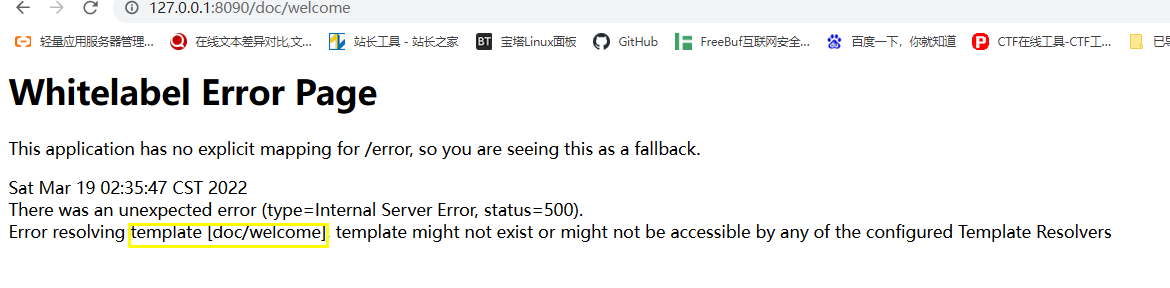 127.0.0.1:8090/doc/welcome
轻量应用服务器管理... 在线文本差异对比,文... 站长工具 - 站长之家 BT 宝塔Linux面板 GitHub FreeBuf互联网安全... 百度一下，你就知道 P CTF在线工具-CTF工...
Whitelabel Error Page
This application has no explicit mapping for /error, so you are seeing this as a fallback.
Sat Mar 19 02:35:47 CST 2022
There was an unexpected error (type=Internal Server Error, status=500).
Error resolving template [doc/welcome], template might not exist or might not be accessible by any of the configured Template Resolvers